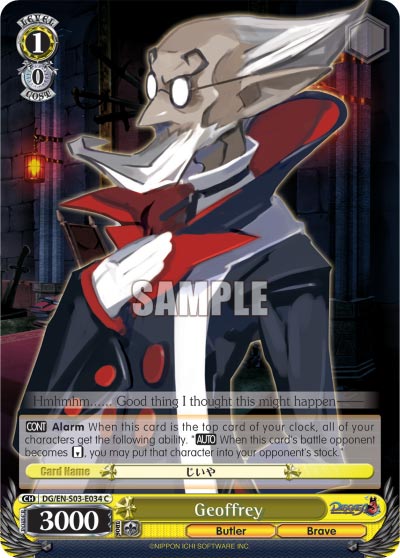 LEVEL
1
0
COST
SAMPLE
Hmhmhm...... Good thing I thought this might happen——
CONT Alarm When this card is the top card of your clock, all of your
characters get the following ability. "AUTO When this card's battle opponent
becomes , you may put that character into your opponent's stock."
Card Name
じいや
CH DG/EN-S03-E034 C
Geoffrey
POWER
3000
SOUL
Butler
Brave
DISGAEA
©NIPPON ICHI SOFTWARE INC.